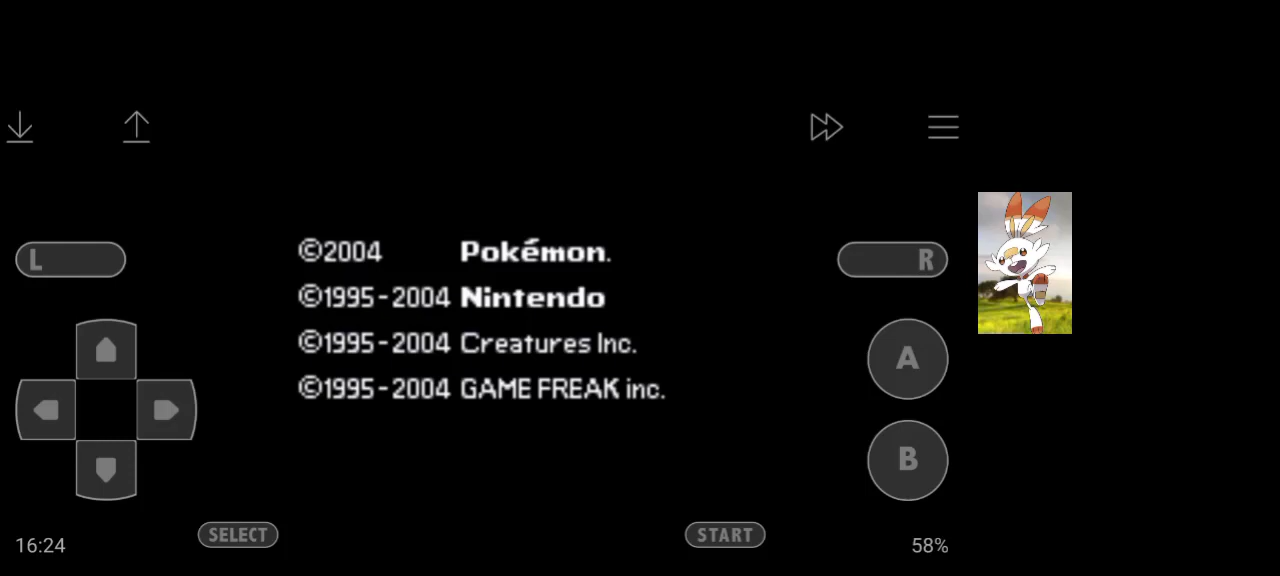 L
R
©2004 Pokémon.
©1995-2004 Nintendo
©1995-2004 Creatures Inc.
©1995-2004 GAME FREAK inc.
A
B
SELECT
START
16:24
58%